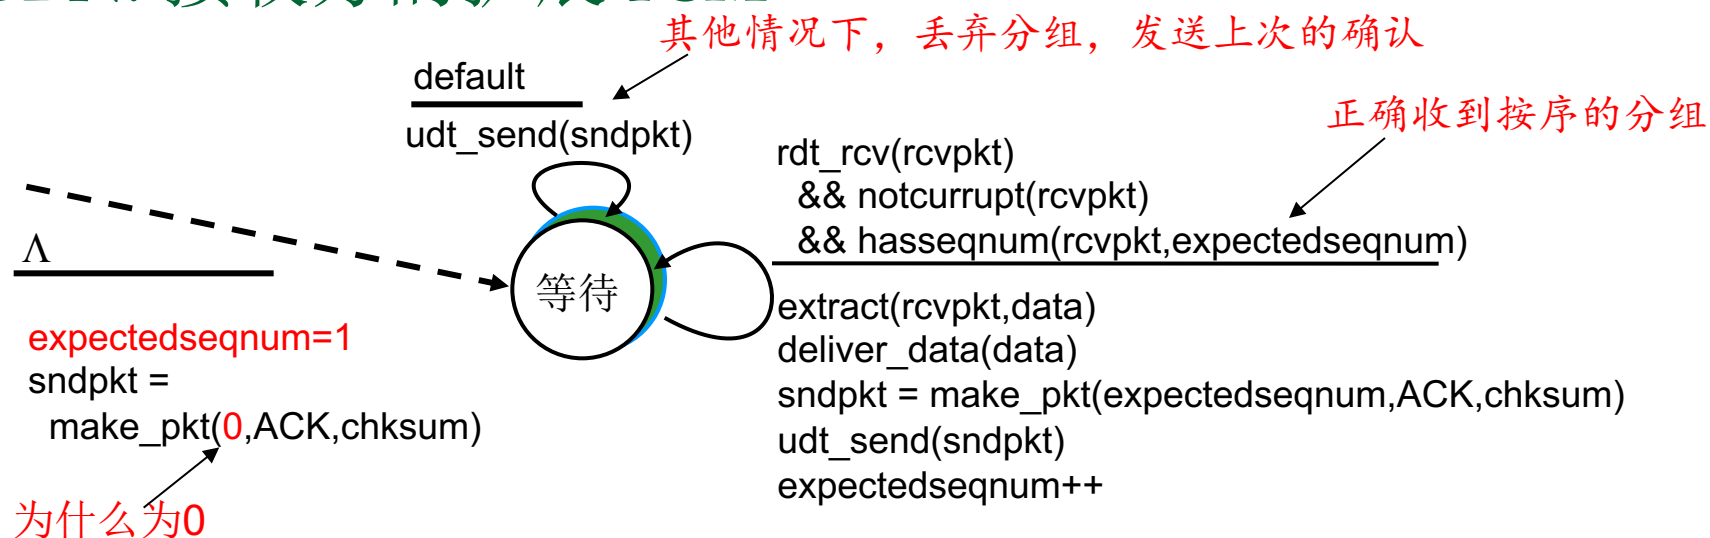 其他情况下，丢弃分组，发送上次的确认
default
udt_send(sndpkt)
正确收到按序的分组
rdt_rcv(rcvpkt)
&& notcurrupt(rcvpkt)
&& hasseqnum(rcvpkt,expectedseqnum)
Λ
等待
expectedseqnum=1
sndpkt =
make_pkt(0,ACK,chksum)
为什么为0
extract(rcvpkt,data)
deliver_data(data)
sndpkt = make_pkt(expectedseqnum,ACK,chksum)
udt_send(sndpkt)
expectedseqnum++